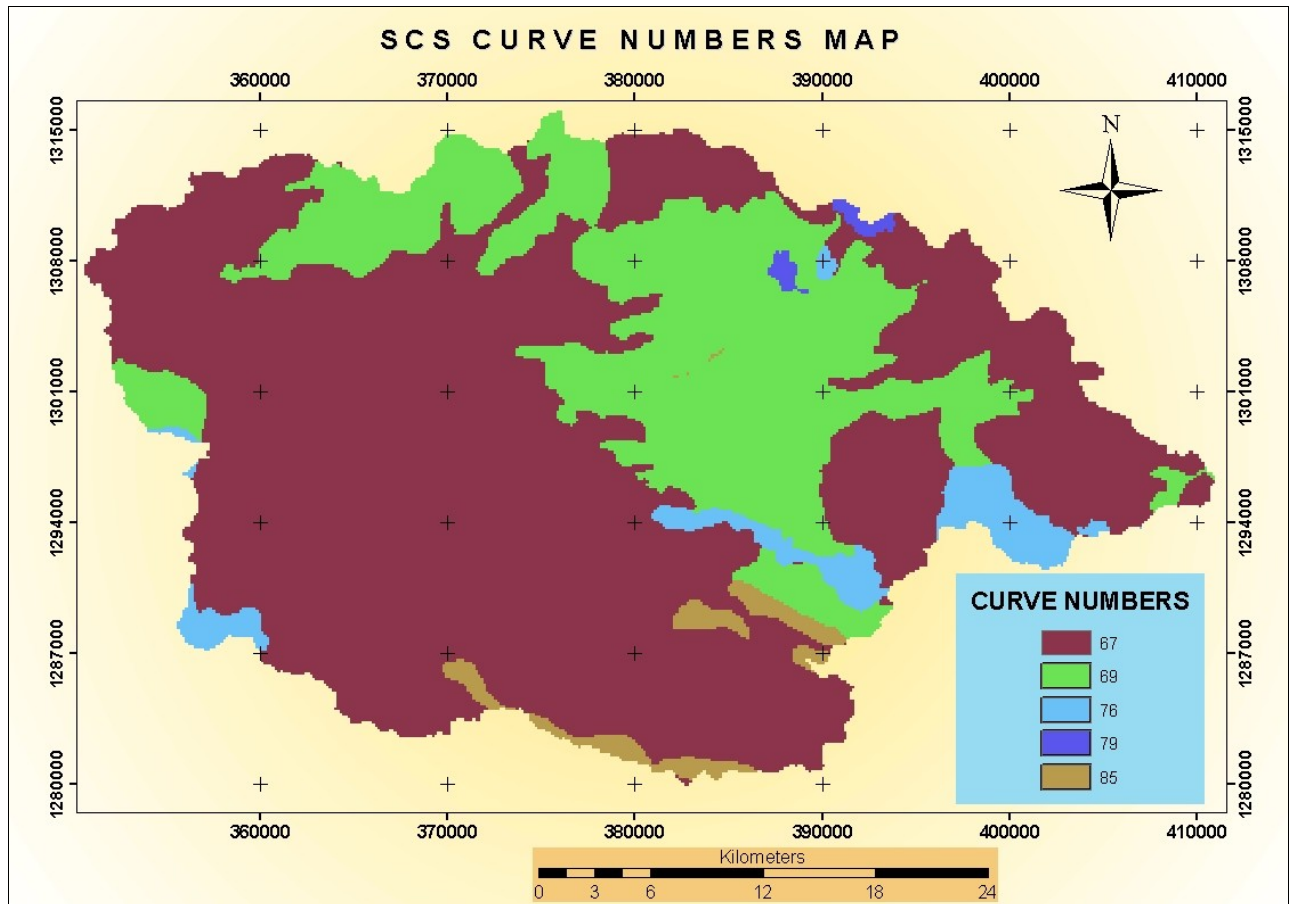 SCS CURVE NUMBERS MAP
360000 370000 380000 390000 400000 410000
N
1315000 1315000
1308000 1308000
1301000 1301000
1294000 1294000
1287000 1287000
1280000 1280000
CURVE NUMBERS
67
69
76
79
85
360000 370000 380000 390000 400000 410000
Kilometers
0 3 6 12 18 24